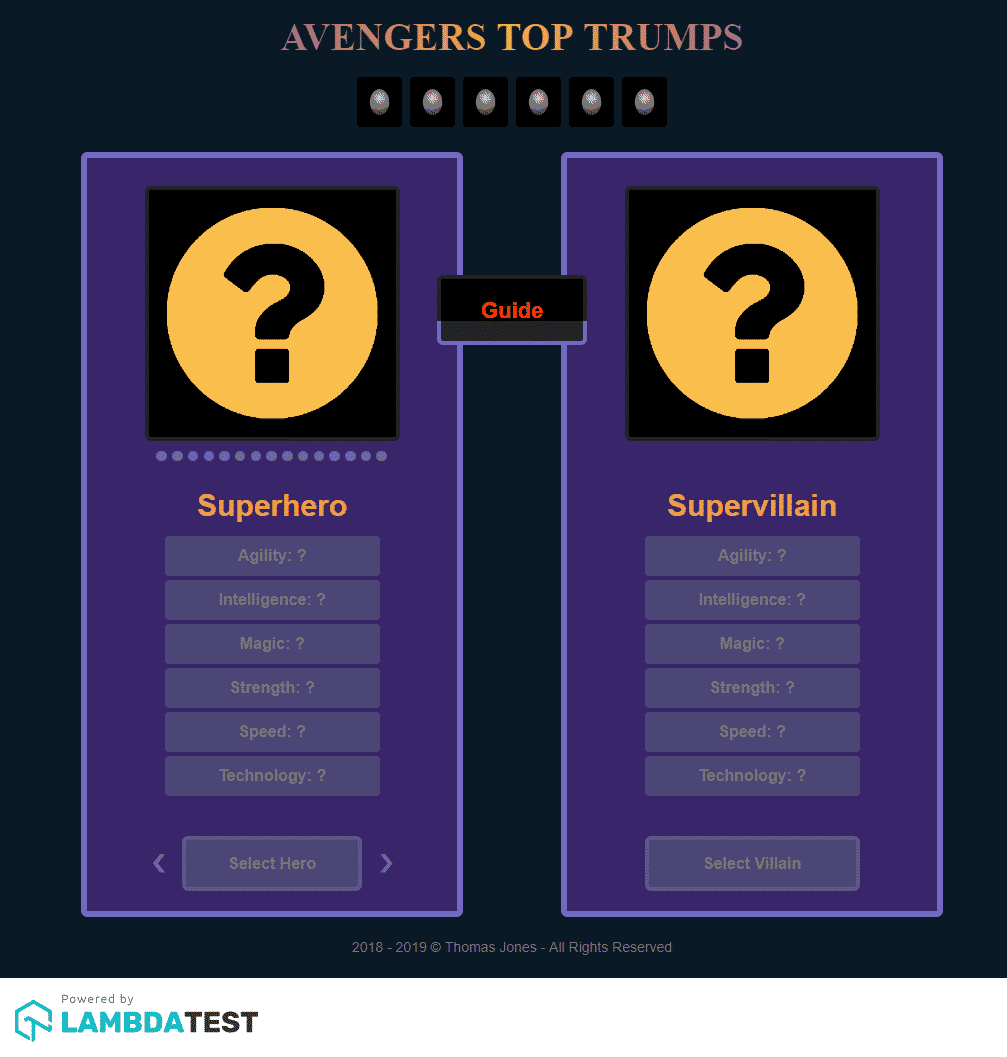 AVENGERS TOP TRUMPS
Guide
Superhero
Agility: ?
Intelligence: ?
Magic: ?
Strength: ?
Speed: ?
Technology: ?
❮ Select Hero ❯
Supervillain
Agility: ?
Intelligence: ?
Magic: ?
Strength: ?
Speed: ?
Technology: ?
Select Villain
2018 - 2019 © Thomas Jones - All Rights Reserved
Powered by
LAMBDATEST